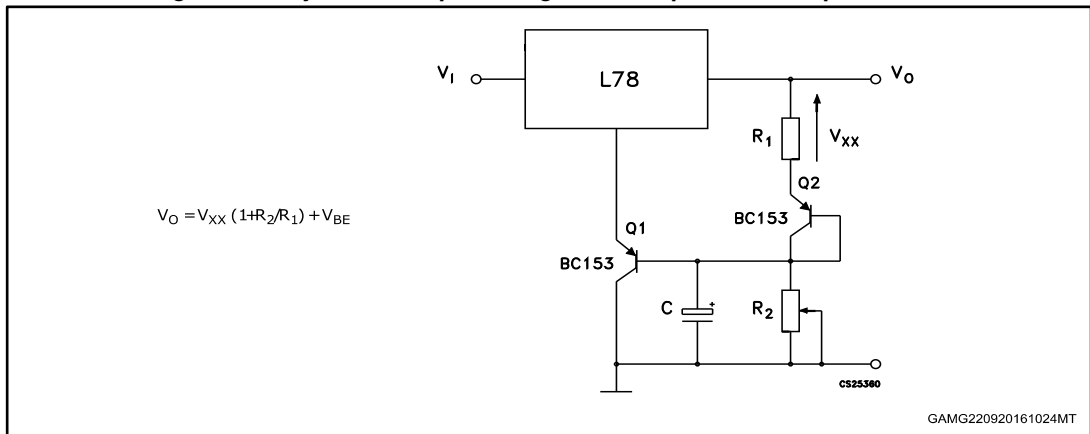 V_I
L78
V_O
R_1
V_XX
Q2
BC153
V_O = V_XX (1+R_2/R_1) + V_BE
Q1
BC153
C
+
R_2
CS25360
GAMG220920161024MT